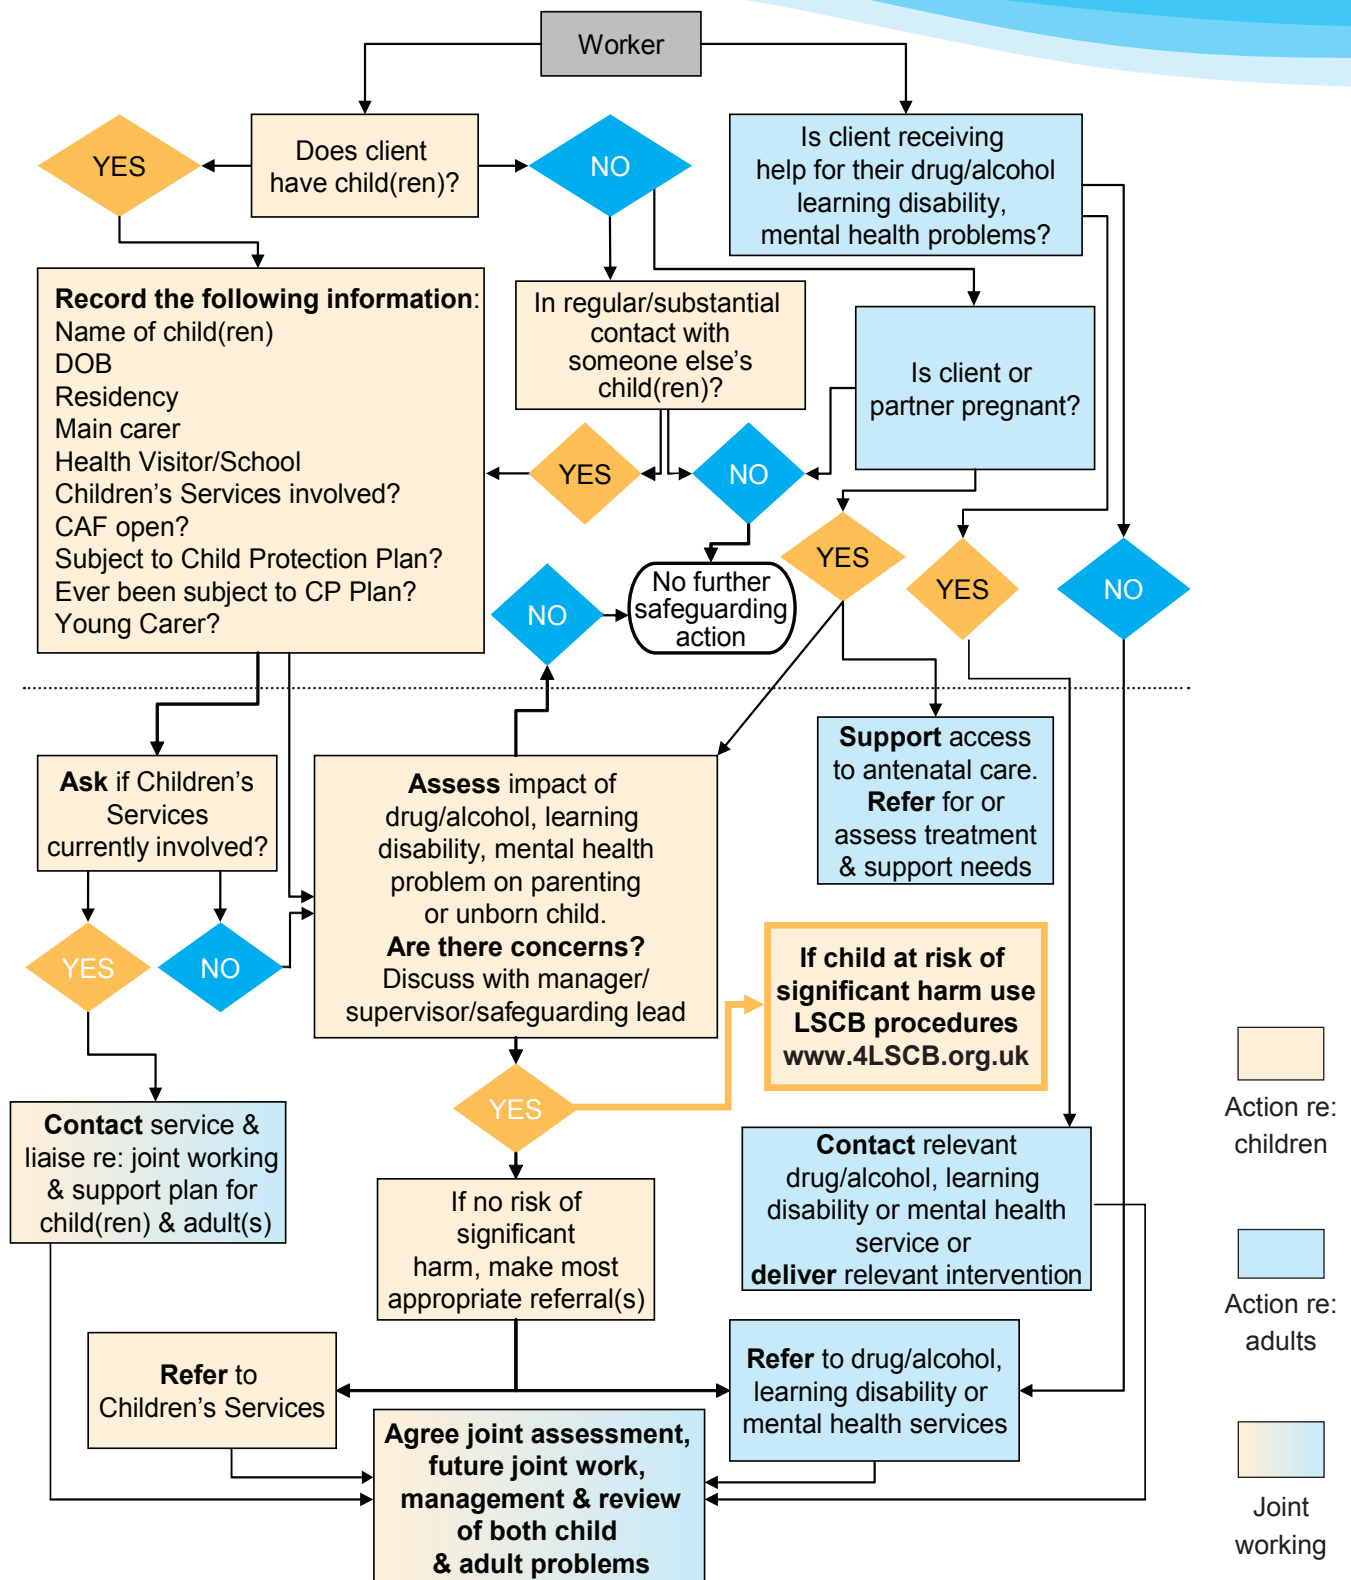 Worker
YES
Does client
have child(ren)?
NO
Is client receiving
help for their drug/alcohol
learning disability,
mental health problems?
Record the following information:
Name of child(ren)
DOB
Residency
Main carer
Health Visitor/School
Children's Services involved?
CAF open?
Subject to Child Protection Plan?
Ever been subject to CP Plan?
Young Carer?
In regular/substantial
contact with
someone else's
child(ren)?
Is client or
partner pregnant?
YES
NO
YES
YES
NO
NO
No further
safeguarding
action
Ask if Children's
Services
currently involved?
Assess impact of
drug/alcohol, learning
disability, mental health
problem on parenting
or unborn child.
Are there concerns?
Discuss with manager/
supervisor/safeguarding lead
Support access
to antenatal care.
Refer for or
assess treatment
& support needs
YES
NO
If child at risk of
significant harm use
LSCB procedures
www.4LSCB.org.uk
YES
Contact service &
liaise re: joint working
& support plan for
child(ren) & adult(s)
If no risk of
significant
harm, make most
appropriate referral(s)
Contact relevant
drug/alcohol, learning
disability or mental health
service or
deliver relevant intervention
Refer to
Children's Services
Refer to drug/alcohol,
learning disability or
mental health services
Agree joint assessment,
future joint work,
management & review
of both child
& adult problems
Action re:
children
Action re:
adults
Joint
working